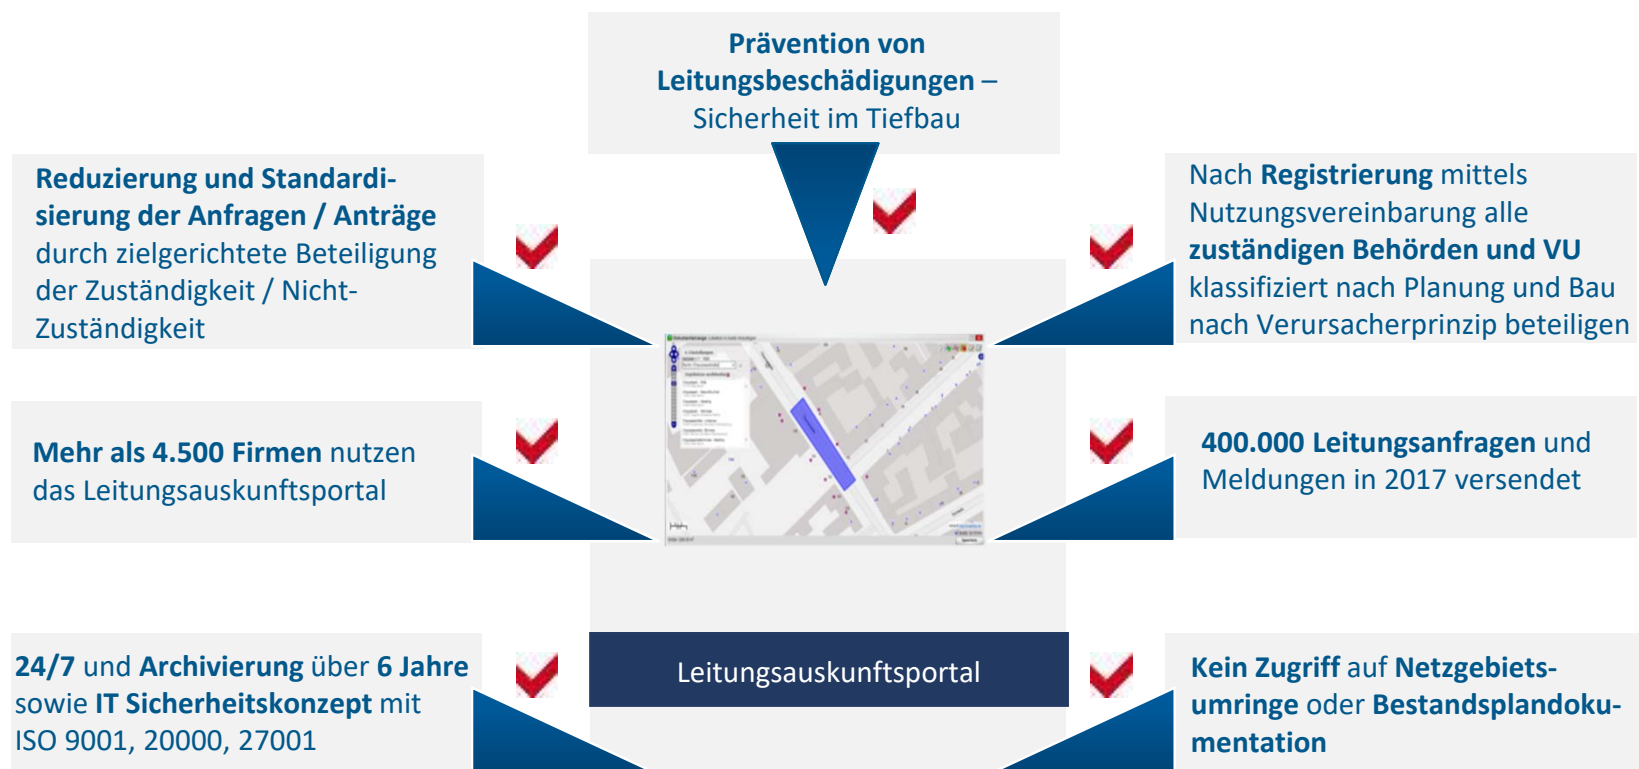 Prävention von
Leitungsbeschädigungen –
Sicherheit im Tiefbau
Reduzierung und Standardi-
sierung der Anfragen / Anträge
durch zielgerichtete Beteiligung
der Zuständigkeit / Nicht-
Zuständigkeit
Nach Registrierung mittels
Nutzungsvereinbarung alle
zuständigen Behörden und VU
klassifiziert nach Planung und Bau
nach Verursacherprinzip beteiligen
Mehr als 4.500 Firmen nutzen
das Leitungsauskunftsportal
400.000 Leitungsanfragen und
Meldungen in 2017 versendet
24/7 und Archivierung über 6 Jahre
sowie IT Sicherheitskonzept mit
ISO 9001, 20000, 27001
Leitungsauskunftsportal
Kein Zugriff auf Netzgebiets-
umringe oder Bestandsplandoku-
mentation